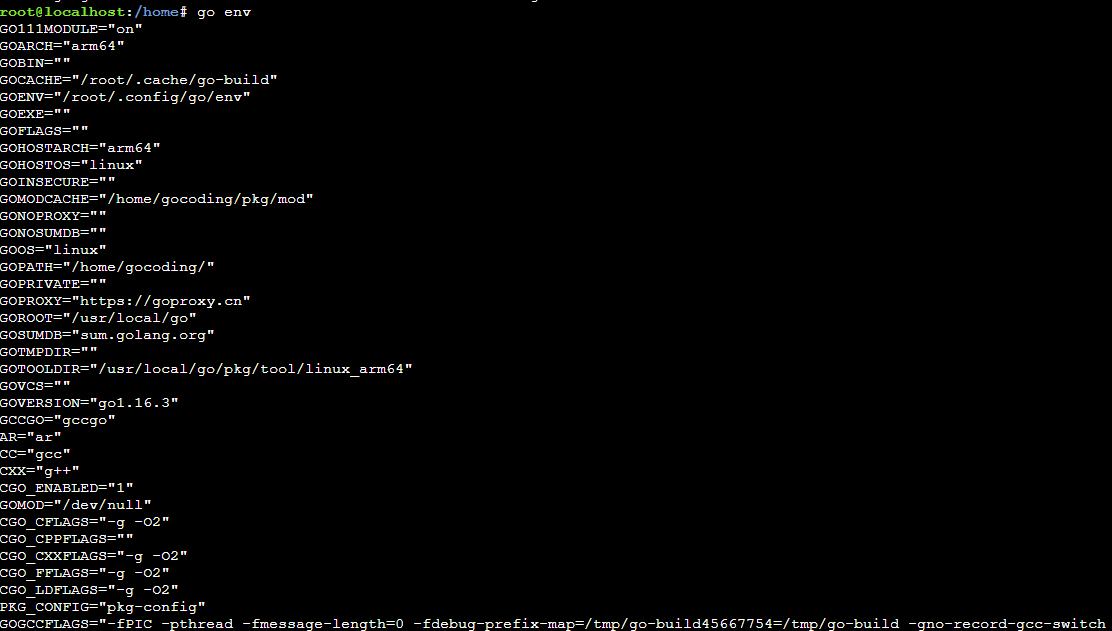 root@localhost:/home# go env
GO111MODULE="on"
GOARCH="arm64"
GOBIN=""
GOCACHE="/root/.cache/go-build"
GOENV="/root/.config/go/env"
GOEXE=""
GOFLAGS=""
GOHOSTARCH="arm64"
GOHOSTOS="linux"
GOINSECURE=""
GOMODCACHE="/home/gocoding/pkg/mod"
GONOPROXY=""
GONOSUMDB=""
GOOS="linux"
GOPATH="/home/gocoding/"
GOPRIVATE=""
GOPROXY="https://goproxy.cn"
GOROOT="/usr/local/go"
GOSUMDB="sum.golang.org"
GOTMPDIR=""
GOTOOLDIR="/usr/local/go/pkg/tool/linux_arm64"
GOVCS=""
GOVERSION="go1.16.3"
GCCGO="gccgo"
AR="ar"
CC="gcc"
CXX="g++"
CGO_ENABLED="1"
GOMOD="/dev/null"
CGO_CFLAGS="-g -O2"
CGO_CPPFLAGS=""
CGO_CXXFLAGS="-g -O2"
CGO_FFLAGS="-g -O2"
CGO_LDFLAGS="-g -O2"
PKG_CONFIG="pkg-config"
GOGCCFLAGS="-fPIC -pthread -fmessage-length=0 -fdebug-prefix-map=/tmp/go-build45667754=/tmp/go-build -gno-record-gcc-switch